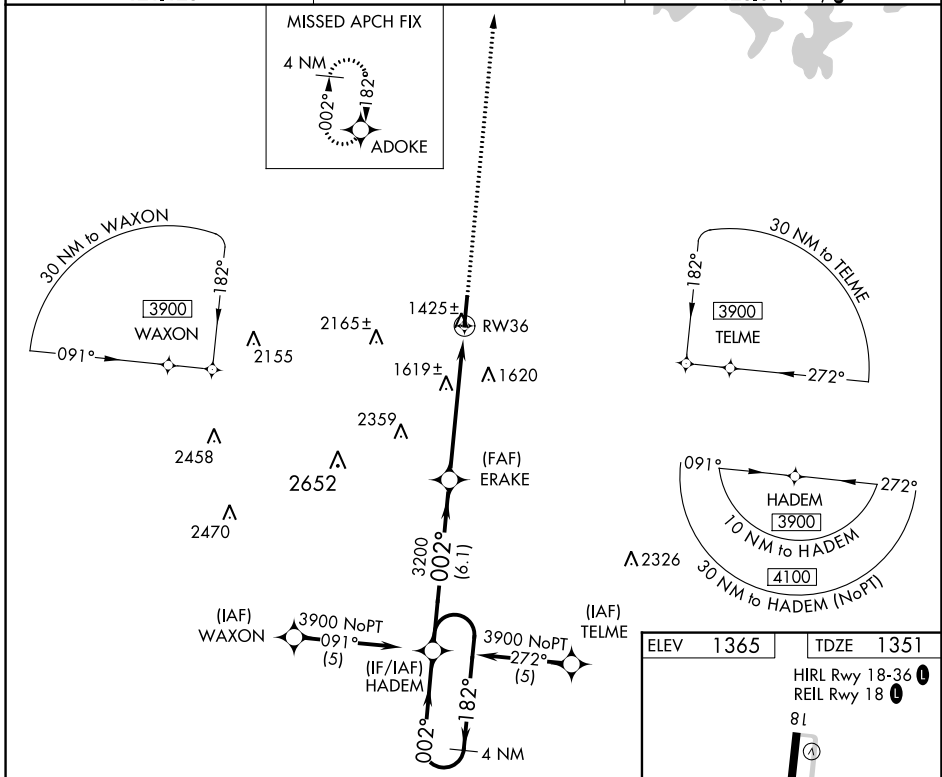 MISSED APCH FIX
4 NM
002°
182°
ADOKE
30 NM to WAXON
182°
3900
WAXON
091°
30 NM to TELME
182°
3900
TELME
272°
1425±
RW36
2165±
2155
1619±
1620
2359
2458
2652
2470
(FAF)
ERAKE
091°
272°
HADEM
3900
10 NM to HADEM
4100
30 NM to HADEM (NoPT)
2326
3200
002°
(6.1)
(IAF)
WAXON
3900 NoPT
091°
(5)
(IF/IAF)
HADEM
(IAF)
TELME
3900 NoPT
272°
(5)
002°
182°
4 NM
ELEV 1365
TDZE 1351
HIRL Rwy 18-36 L
REIL Rwy 18 L
18
V